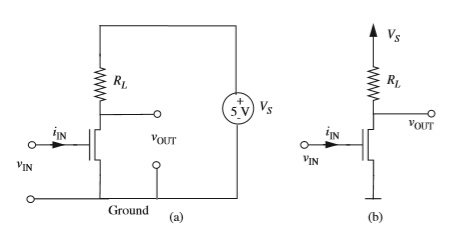 R_L
+
5 V
-
V_S
i_IN
v_IN
v_OUT
Ground
(a)
V_S
R_L
i_IN
v_IN
v_OUT
(b)